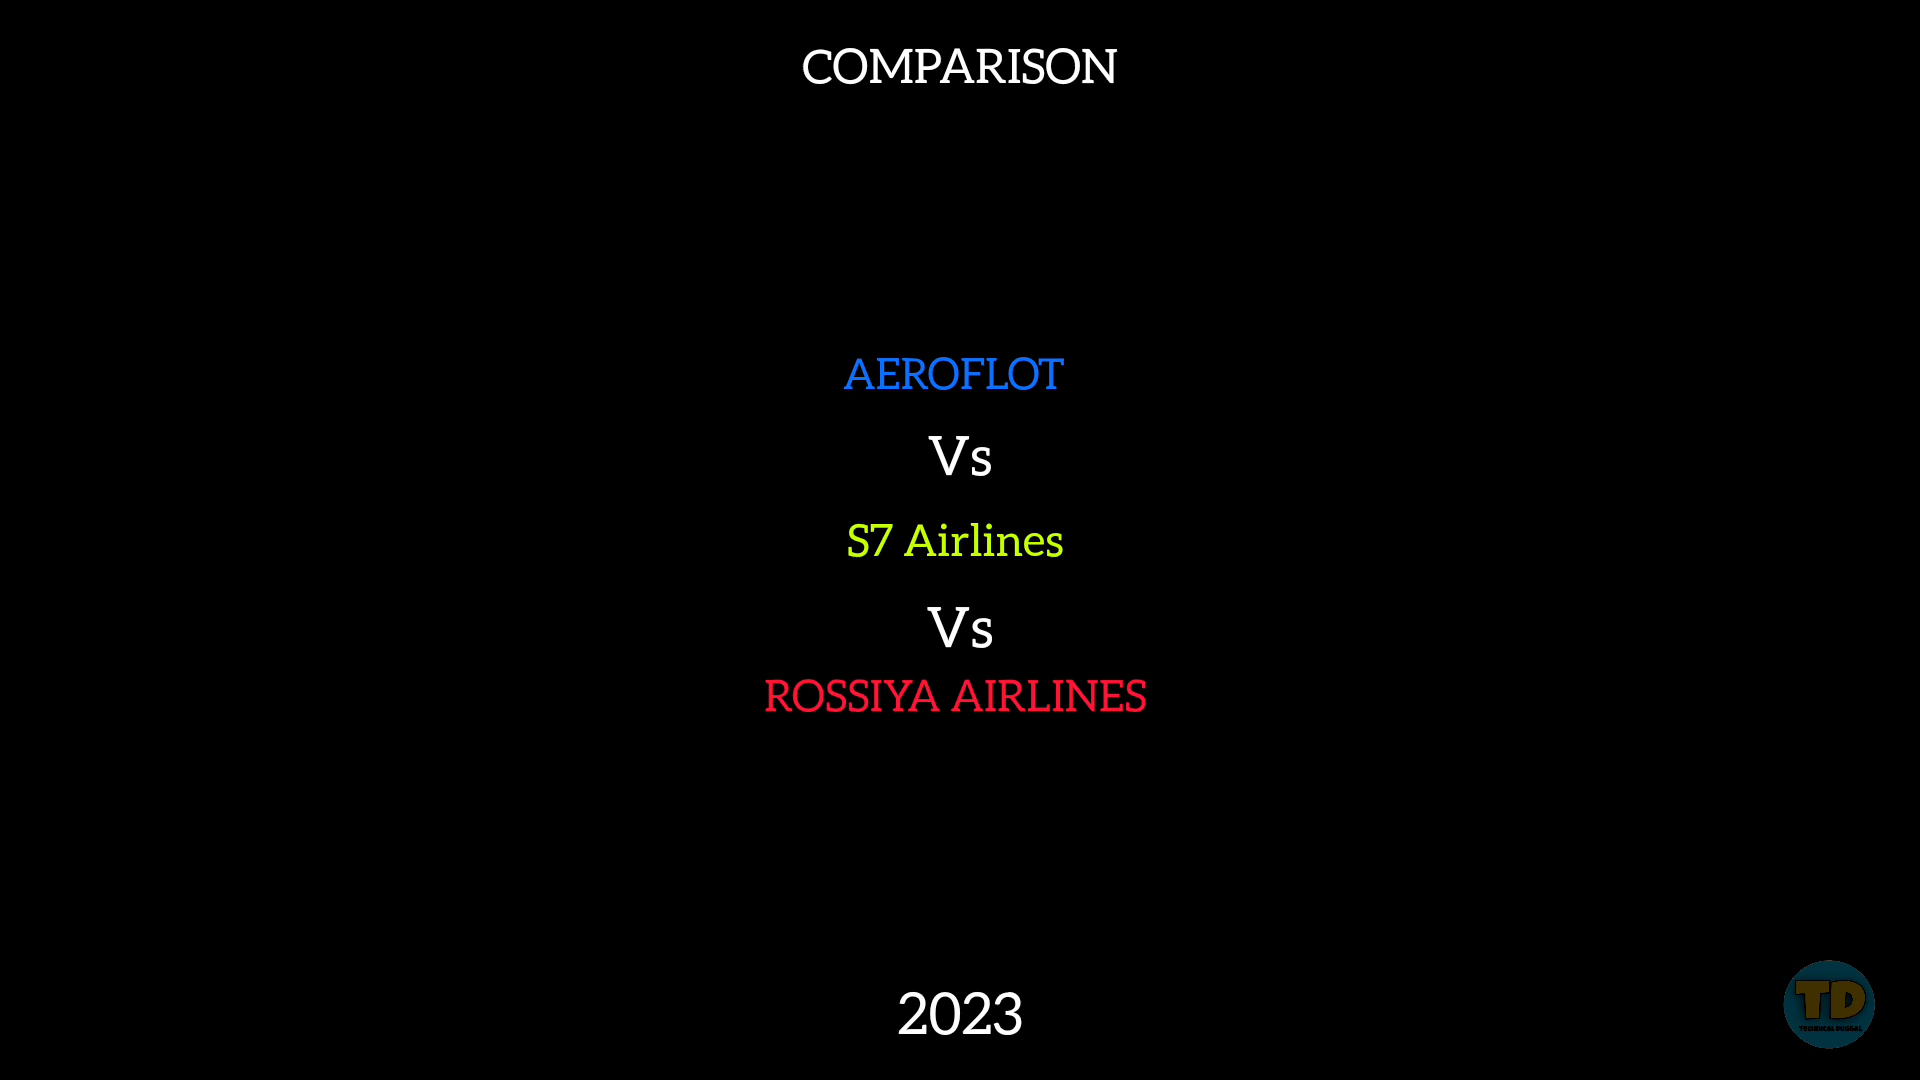 COMPARISON
AEROFLOT
Vs
S7 Airlines
Vs
ROSSIYA AIRLINES
2023
TD